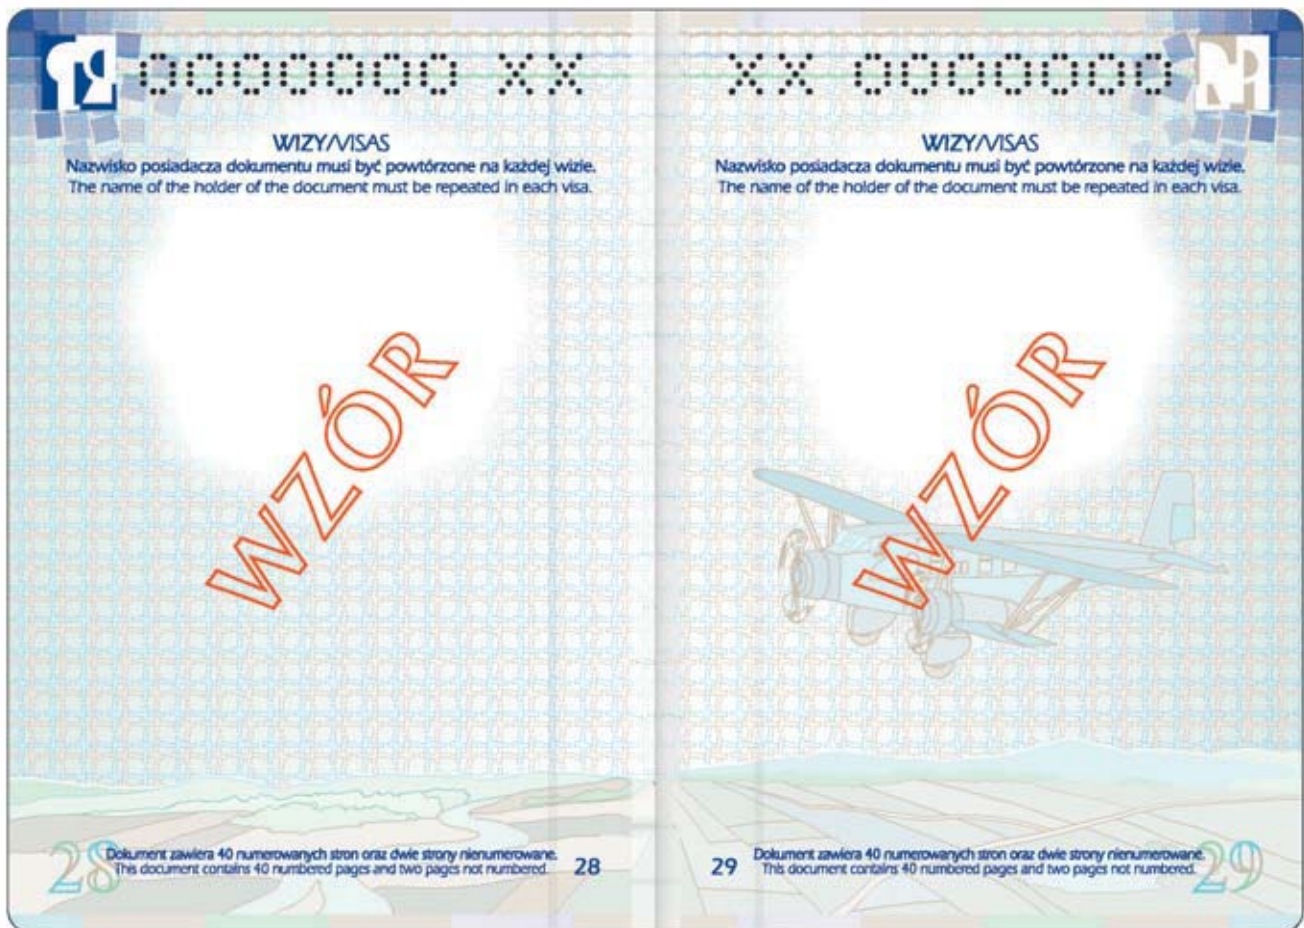 OOOOOOO XX
WIZY/VISAS
Nazwisko posiadacza dokumentu musi być powtórzone na każdej wizie.
The name of the holder of the document must be repeated in each visa.
WZÓR
28
Dokument zawiera 40 numerowanych stron oraz dwie strony nienumerowane.
This document contains 40 numbered pages and two pages not numbered.
28
XX OOOOOOO
WIZY/VISAS
Nazwisko posiadacza dokumentu musi być powtórzone na każdej wizie.
The name of the holder of the document must be repeated in each visa.
WZÓR
29
Dokument zawiera 40 numerowanych stron oraz dwie strony nienumerowane.
This document contains 40 numbered pages and two pages not numbered.
29